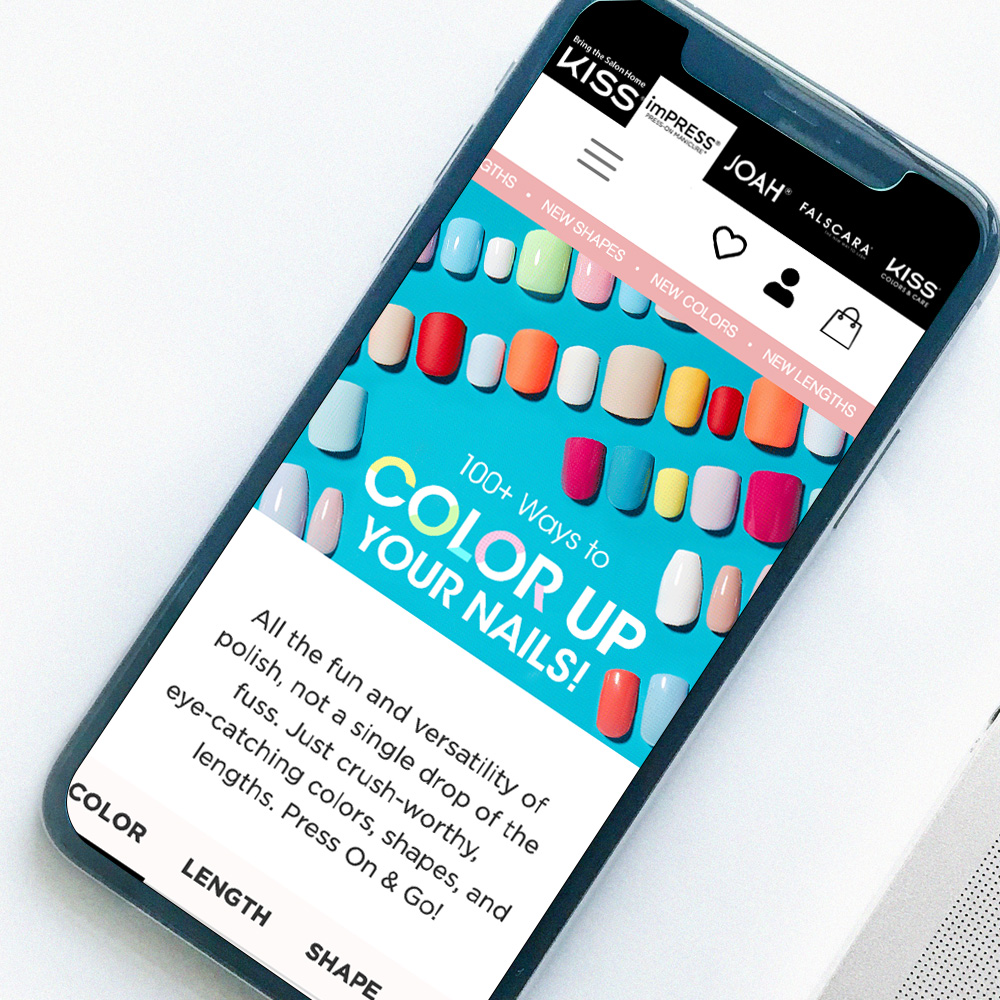 Bring the Salon Home
KISS
imPRESS®
PRESS-ON MANICURE™
JOAH®
FALSCARA®
KISS
COLORS & CARE
GTHS • NEW SHAPES • NEW COLORS • NEW LENGTHS
100+ Ways to
COLOR UP
YOUR NAILS!
All the fun and versatility of
polish, not a single drop of the
fuss. Just crush-worthy,
eye-catching colors, shapes, and
lengths. Press On & Go!
COLOR
LENGTH
SHAPE